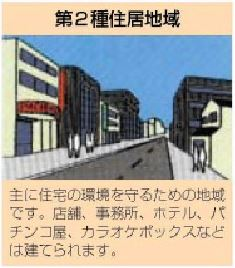 第2種住居地域
主に住宅の環境を守るための地域
です。店舗、事務所、ホテル、パ
チンコ屋、カラオケボックスなど
は建てられます。